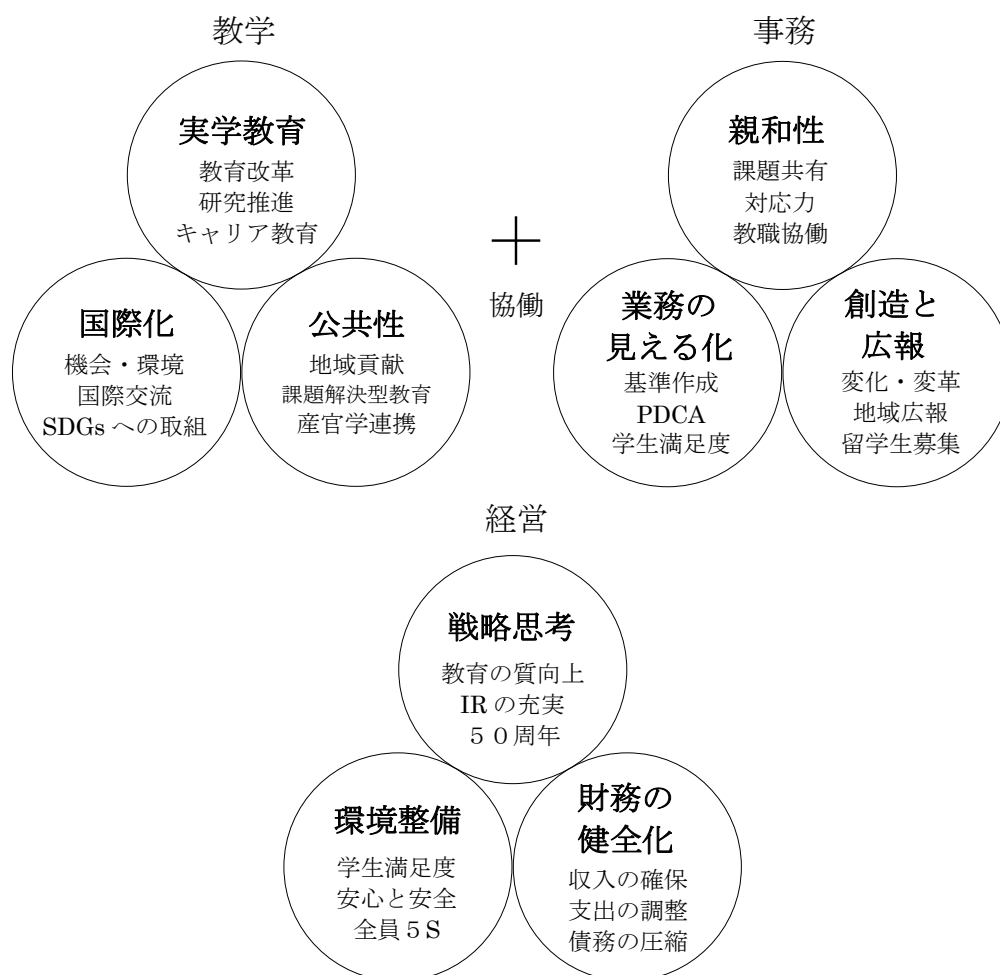 教学
実学教育
教育改革
研究推進
キャリア教育
国際化
機会・環境
国際交流
SDGs への取組
公共性
地域貢献
課題解決型教育
産官学連携
＋
協働
事務
親和性
課題共有
対応力
教職協働
業務の
見える化
基準作成
PDCA
学生満足度
創造と
広報
変化・変革
地域広報
留学生募集
経営
戦略思考
教育の質向上
IR の充実
５０周年
環境整備
学生満足度
安心と安全
全員５S
財務の
健全化
収入の確保
支出の調整
債務の圧縮